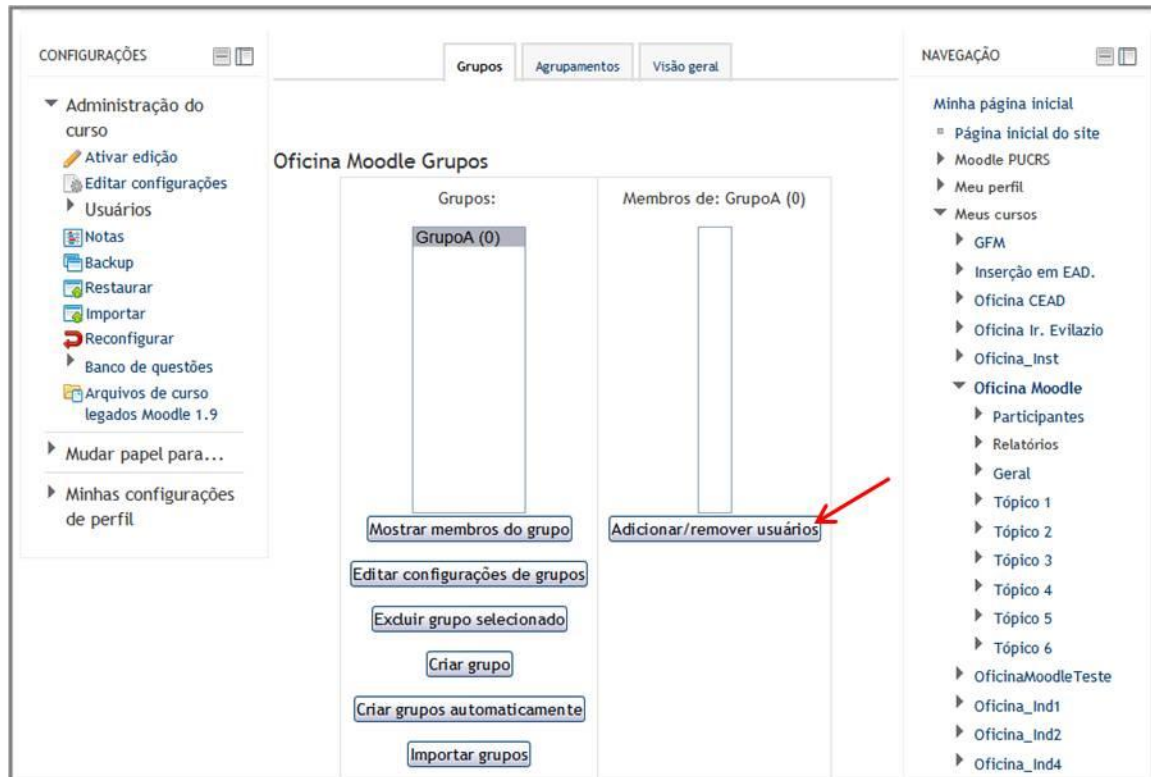 CONFIGURAÇÕES
Administração do
curso
Ativar edição
Editar configurações
Usuários
Notas
Backup
Restaurar
Importar
Reconfigurar
Banco de questões
Arquivos de curso
legados Moodle 1.9
Mudar papel para...
Minhas configurações
de perfil
Grupos
Agrupamentos
Visão geral
Oficina Moodle Grupos
Grupos:
GrupoA (0)
Mostrar membros do grupo
Editar configurações de grupos
Excluir grupo selecionado
Criar grupo
Criar grupos automaticamente
Importar grupos
Membros de: GrupoA (0)
Adicionar/remover usuários
NAVEGAÇÃO
Minha página inicial
Página inicial do site
Moodle PUCRS
Meu perfil
Meus cursos
GFM
Inserção em EAD.
Oficina CEAD
Oficina Ir. Evilazio
Oficina_Inst
Oficina Moodle
Participantes
Relatórios
Geral
Tópico 1
Tópico 2
Tópico 3
Tópico 4
Tópico 5
Tópico 6
OficinaMoodleTeste
Oficina_Ind1
Oficina_Ind2
Oficina_Ind4